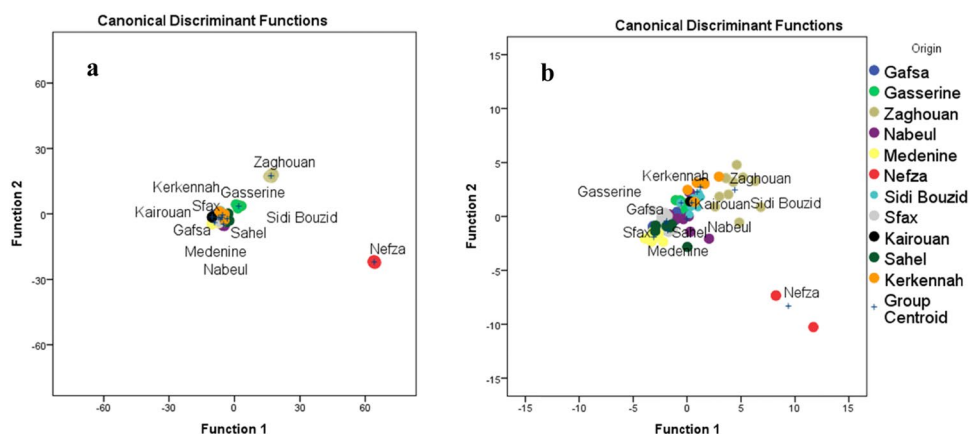 Canonical Discriminant Functions
a
Function 2
60
30
0
-30
-60
Zaghouan
Kerkennah
Gasserine
Sfax
Kairouan
Sidi Bouzid
Gafsa
Sahel
Medenine
Nefza
Nabeul
-60
-30
0
30
60
Function 1
Canonical Discriminant Functions
b
Function 2
15
10
5
0
-5
-10
-15
Kerkennah
Zaghouan
Gasserine
Kairouan
Sidi Bouzid
Gafsa
Nabeul
Sfax
Sahel
Medenine
Nefza
-15
-10
-5
0
5
10
15
Function 1
Origin
Gafsa
Gasserine
Zaghouan
Nabeul
Medenine
Nefza
Sidi Bouzid
Sfax
Kairouan
Sahel
Kerkennah
Group
Centroid